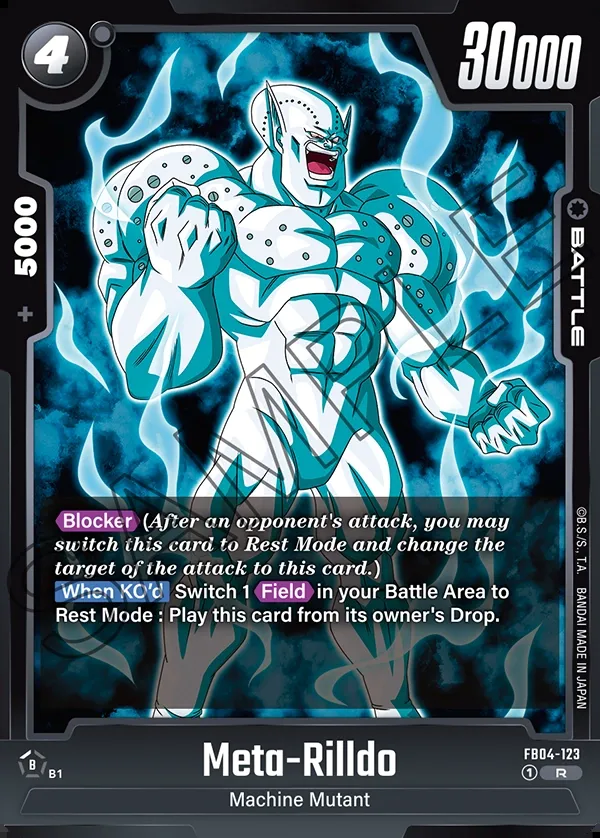 4
30000
+ 5000
BATTLE
SAMPLE
Blocker (After an opponent's attack, you may
switch this card to Rest Mode and change the
target of the attack to this card.)
When KO'd Switch 1 Field in your Battle Area to
Rest Mode : Play this card from its owner's Drop.
©B.S./S., T.A. BANDAI MADE IN JAPAN
B B1
Meta-Rilldo
FB04-123
1 R
Machine Mutant